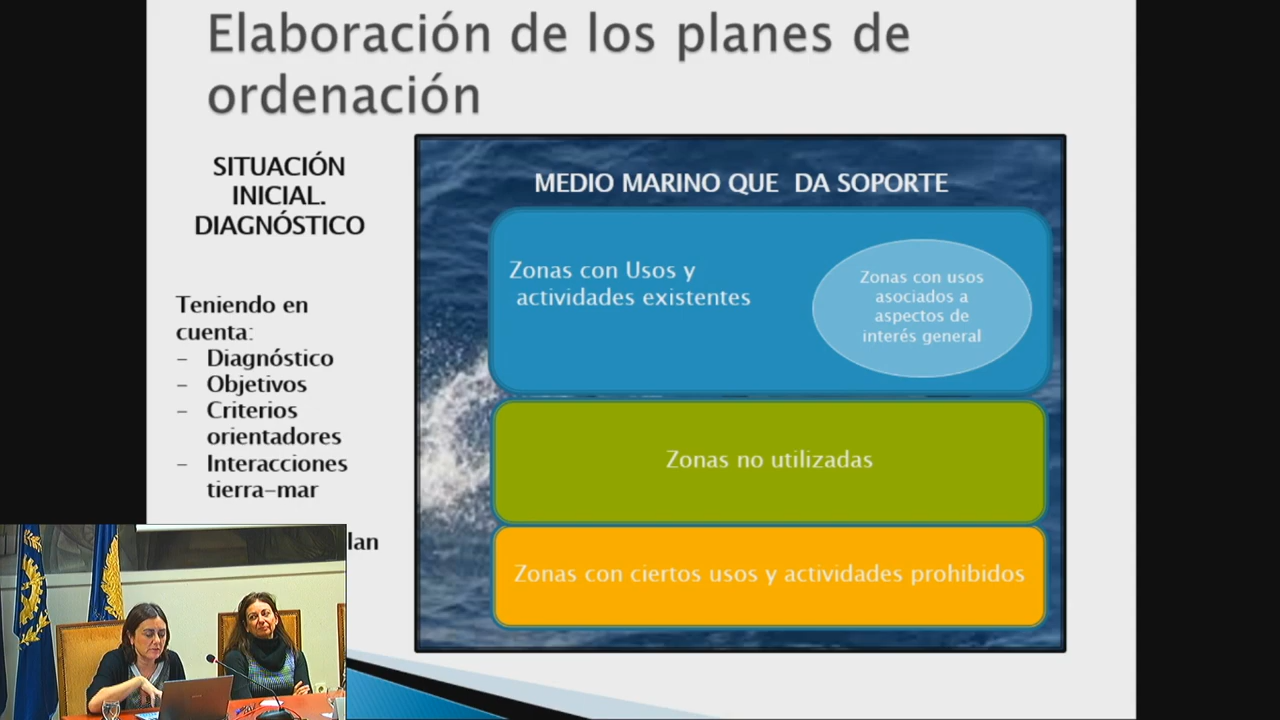 Elaboración de los planes de
ordenación
SITUACIÓN
INICIAL.
DIAGNÓSTICO
Teniendo en
cuenta:
- Diagnóstico
- Objetivos
- Criterios
orientadores
- Interacciones
tierra-mar
lan
MEDIO MARINO QUE DA SOPORTE
Zonas con Usos y
actividades existentes
Zonas con usos
asociados a
aspectos de
interés general
Zonas no utilizadas
Zonas con ciertos usos y actividades prohibidos